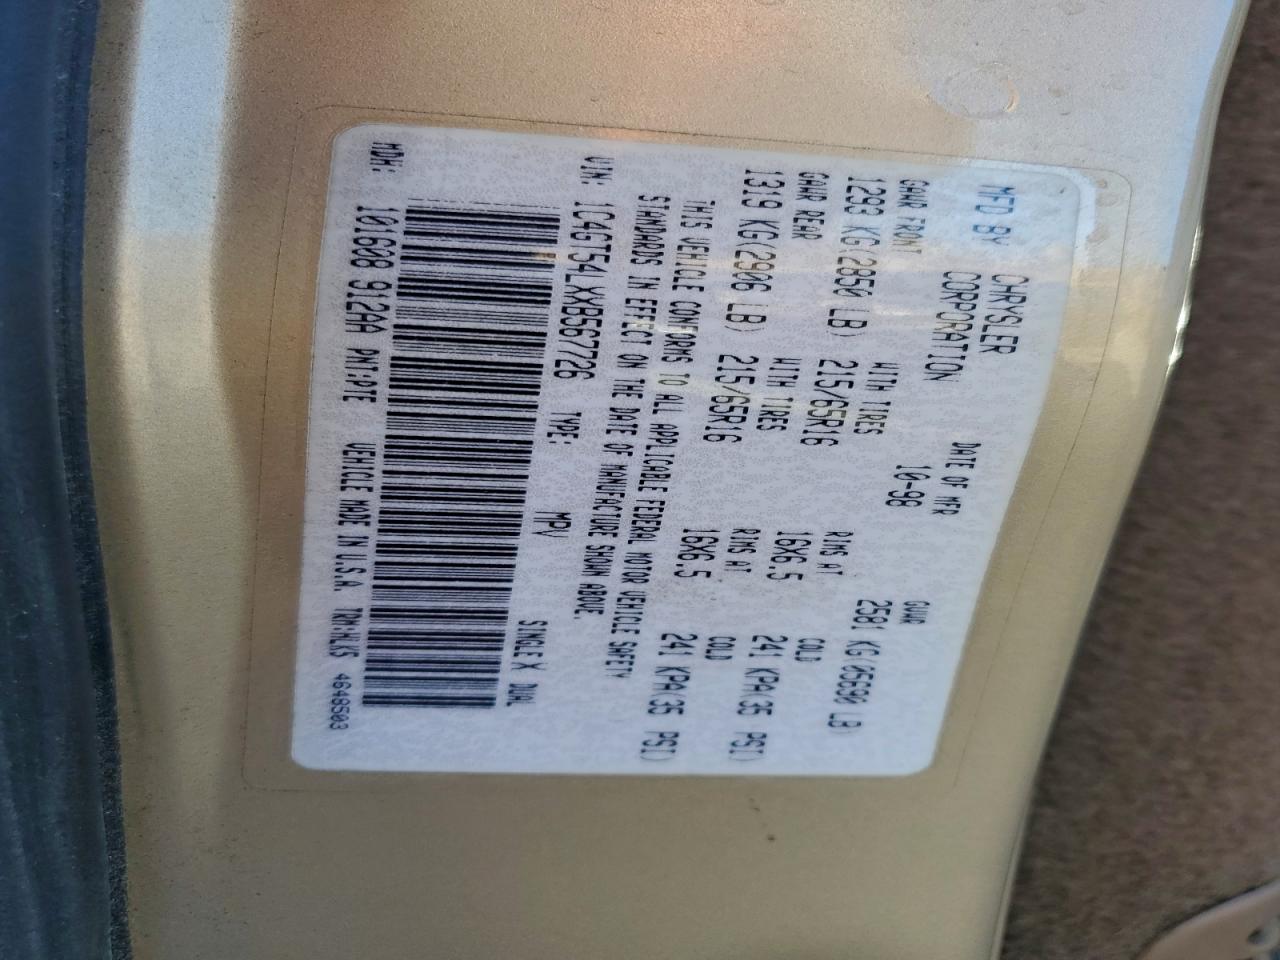 MFD BY CHRYSLER CORPORATION DATE OF MFR 10-98 GVWR 2581 KG(05690 LB)
GAWR FRONT WITH TIRES RIMS AT COLD
1293 KG(2850 LB) 215/65R16 16X6.5 241 KPA(35 PSI)
GAWR REAR WITH TIRES RIMS AT COLD
1319 KG(2906 LB) 215/65R16 16X6.5 241 KPA(35 PSI)
THIS VEHICLE CONFORMS TO ALL APPLICABLE FEDERAL MOTOR VEHICLE SAFETY
STANDARDS IN EFFECT ON THE DATE OF MANUFACTURE SHOWN ABOVE.
VIN: 1C4GT54LXXB567726 TYPE: MPV SINGLE X DUAL
MDH: 101608 912AA PNT:PTE VEHICLE MADE IN U.S.A. TRM:HLK5 4648503